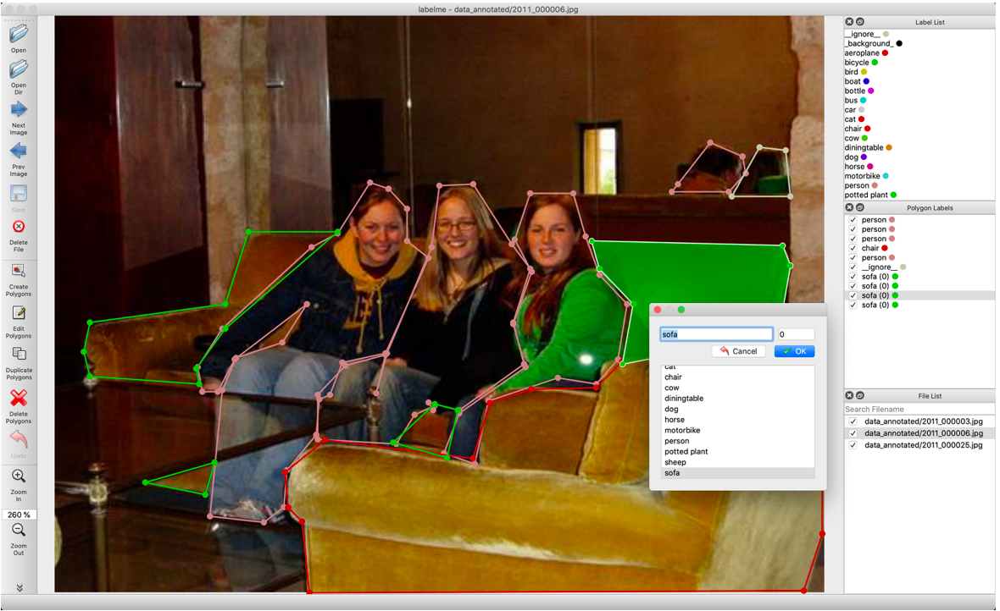 labelme - data_annotated/2011_000006.jpg
Open
Open
Dir
Next
Image
Prev
Image
Save
Delete
File
Create
Polygons
Edit
Polygons
Duplicate
Polygons
Delete
Polygons
Undo
Zoom
In
260 %
Zoom
Out
sofa 0
Cancel OK
cat
chair
cow
diningtable
dog
horse
motorbike
person
potted plant
sheep
sofa
Label List
__ignore__
_background_
aeroplane
bicycle
bird
boat
bottle
bus
car
cat
chair
cow
diningtable
dog
horse
motorbike
person
potted plant
Polygon Labels
person
person
person
chair
person
__ignore__
sofa (0)
sofa (0)
sofa (0)
sofa (0)
File List
Search Filename
data_annotated/2011_000003.jpg
data_annotated/2011_000006.jpg
data_annotated/2011_000025.jpg